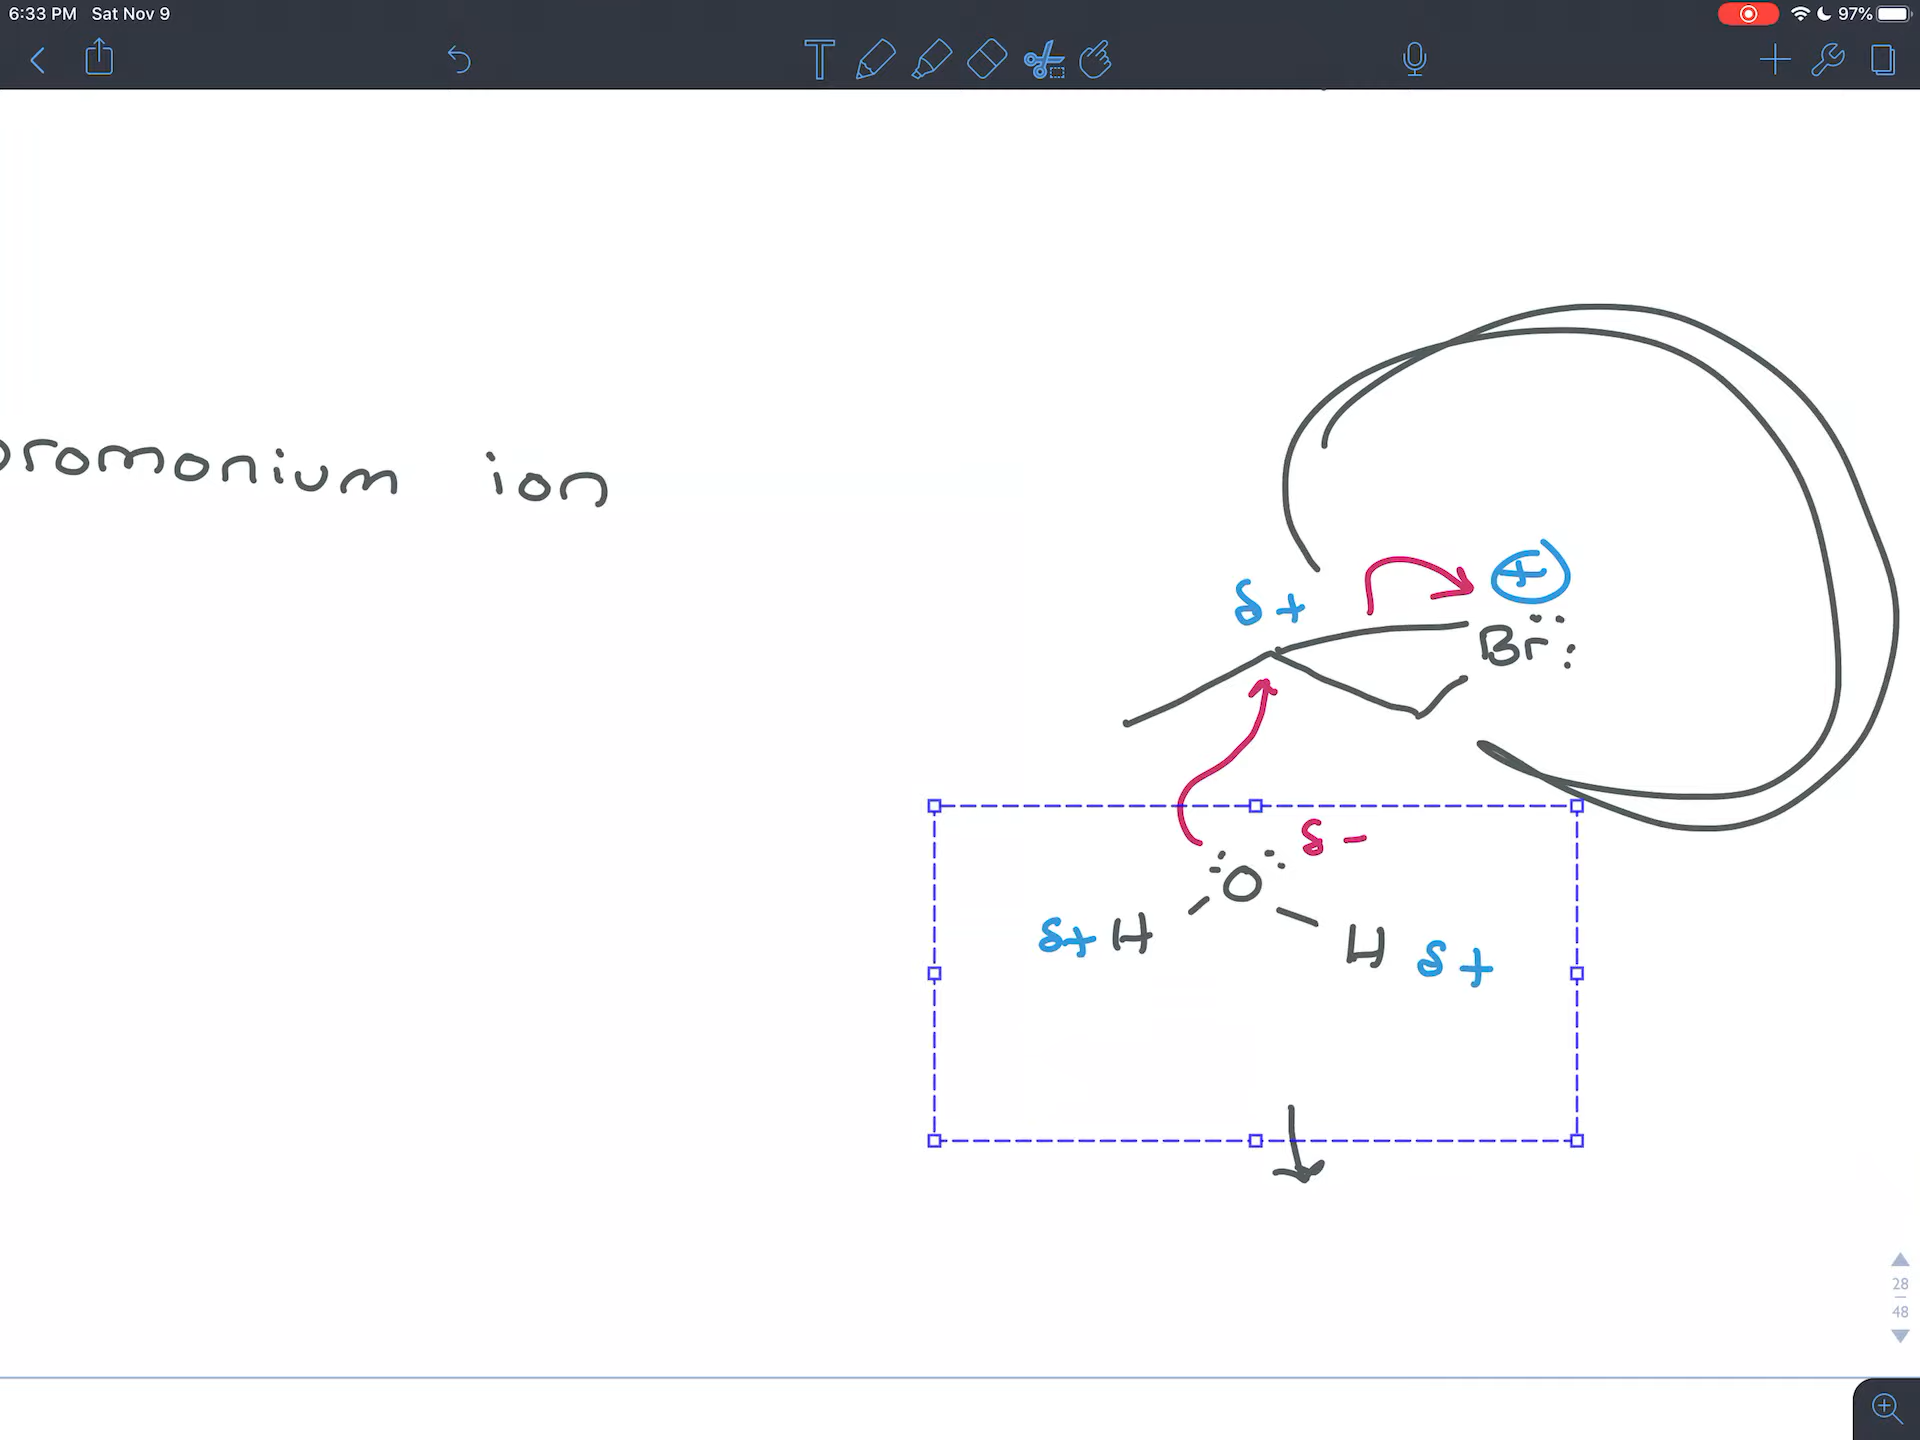 6:33 PM Sat Nov 9
97%
T
romonium ion
δ+
+
Br
δ-
O
δ+ H
H δ+
28
48